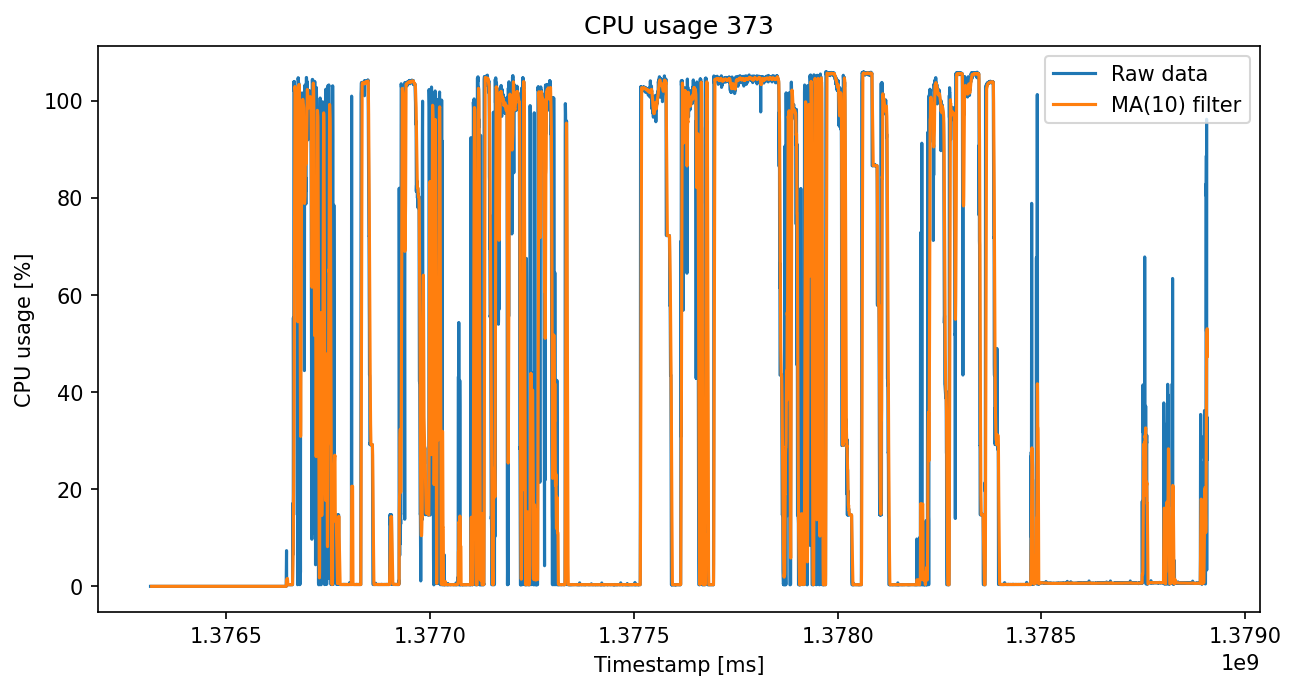 CPU usage 373
Raw data
MA(10) filter
CPU usage [%]
100
80
60
40
20
0
1.3765 1.3770 1.3775 1.3780 1.3785 1.3790
1e9
Timestamp [ms]